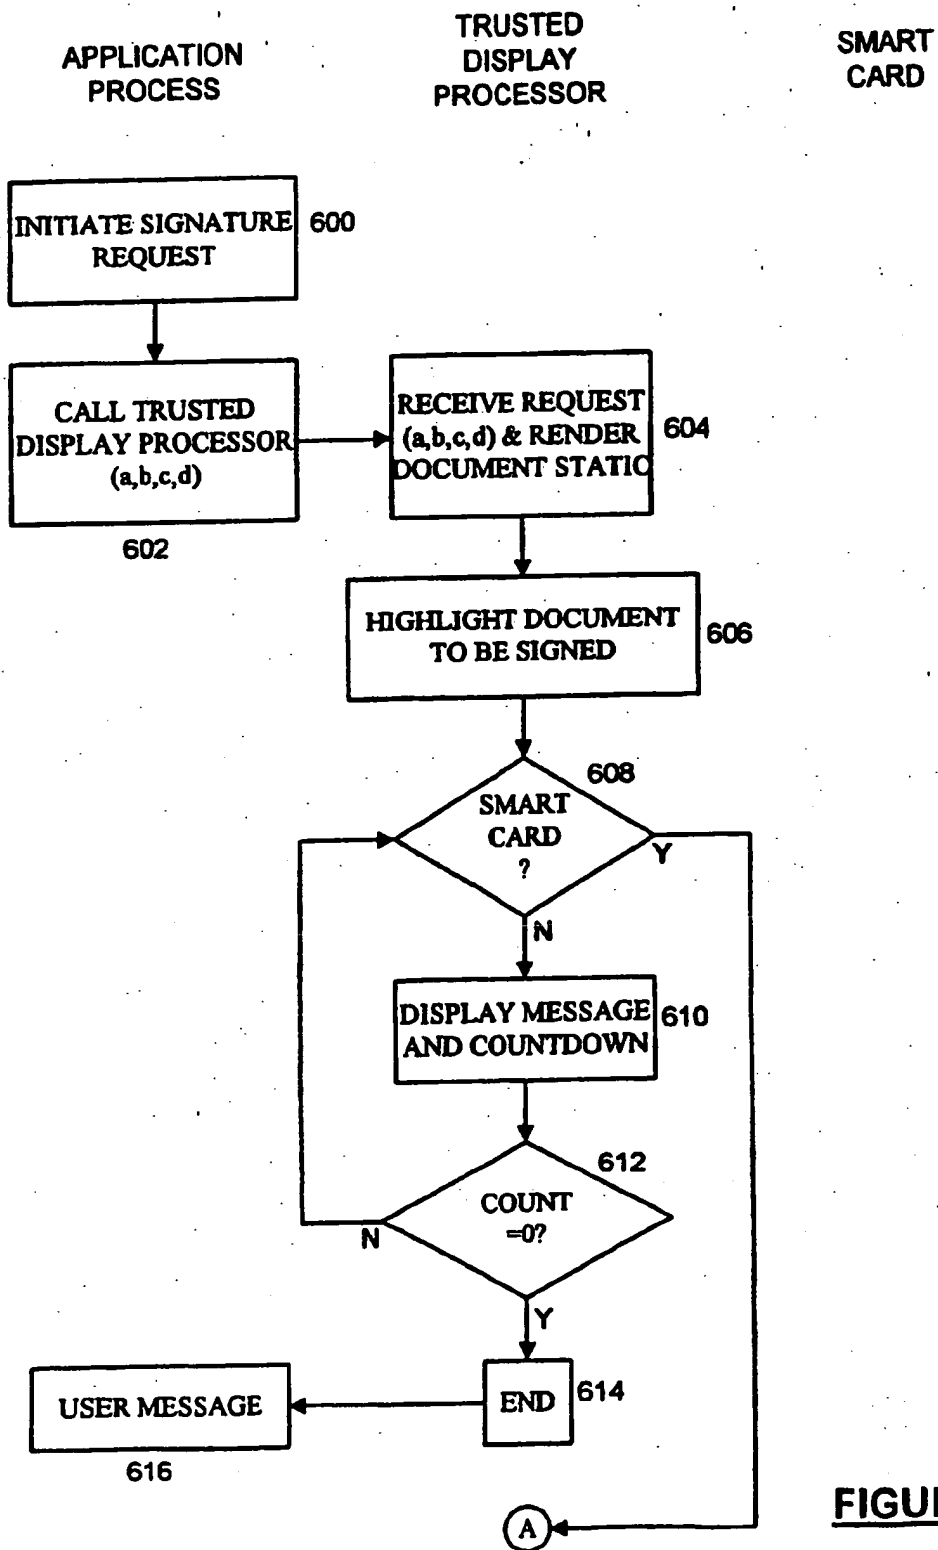 APPLICATION
PROCESS
TRUSTED
DISPLAY
PROCESSOR
SMART
CARD
INITIATE SIGNATURE
REQUEST
600
CALL TRUSTED
DISPLAY PROCESSOR
(a,b,c,d)
602
RECEIVE REQUEST
(a,b,c,d) & RENDER
DOCUMENT STATIC
604
HIGHLIGHT DOCUMENT
TO BE SIGNED
606
608
SMART
CARD
?
Y
N
DISPLAY MESSAGE
AND COUNTDOWN
610
612
COUNT
=0?
N
Y
END
614
USER MESSAGE
616
A